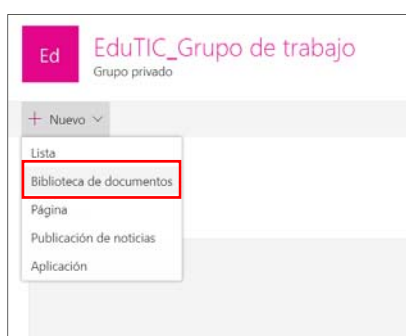 Ed
EduTIC_Grupo de trabajo
Grupo privado
+ Nuevo
Lista
Biblioteca de documentos
Página
Publicación de noticias
Aplicación